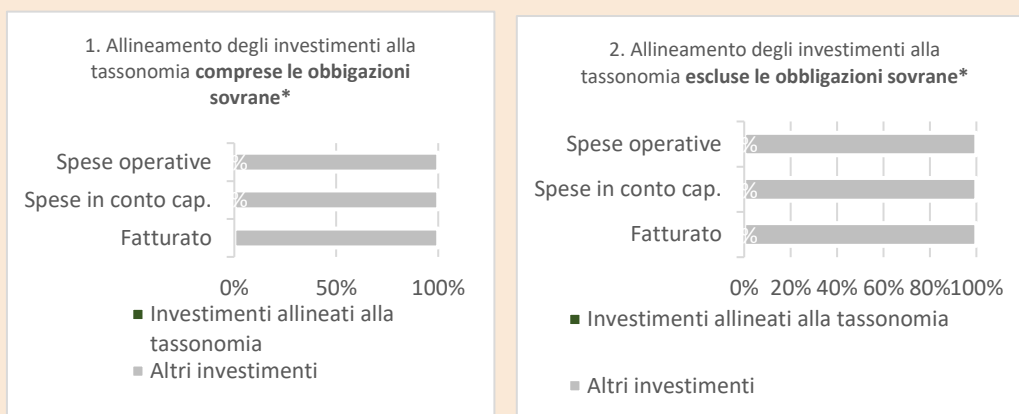 1. Allineamento degli investimenti alla
tassonomia comprese le obbigazioni
sovrane*
Spese operative
%
Spese in conto cap.
%
Fatturato
0% 50% 100%
Investimenti allineati alla
tassonomia
Altri investimenti
2. Allineamento degli investimenti alla
tassonomia escluse le obbligazioni sovrane*
Spese operative
%
Spese in conto cap.
%
Fatturato
%
0% 20% 40% 60% 80%100%
Investimenti allineati alla tassonomia
Altri investimenti